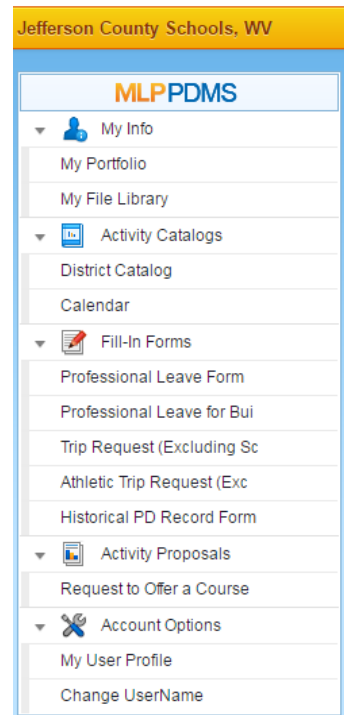 Jefferson County Schools, WV
MLPPDMS
My Info
My Portfolio
My File Library
Activity Catalogs
District Catalog
Calendar
Fill-In Forms
Professional Leave Form
Professional Leave for Bui
Trip Request (Excluding Sc
Athletic Trip Request (Exc
Historical PD Record Form
Activity Proposals
Request to Offer a Course
Account Options
My User Profile
Change UserName